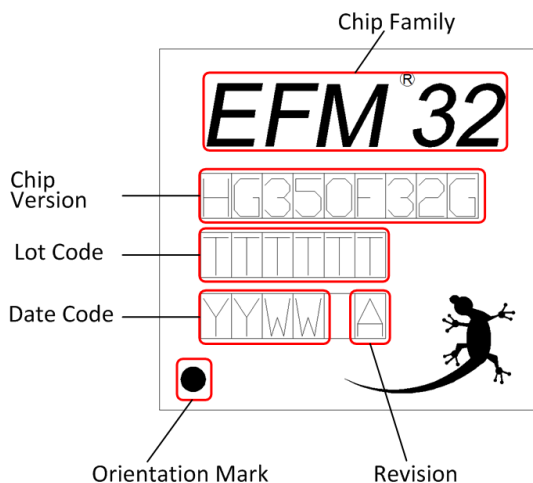 Chip Family
EFM®32
Chip
Version
HG350F32G
Lot Code
TTTTTT
Date Code
YYWW A
Orientation Mark
Revision